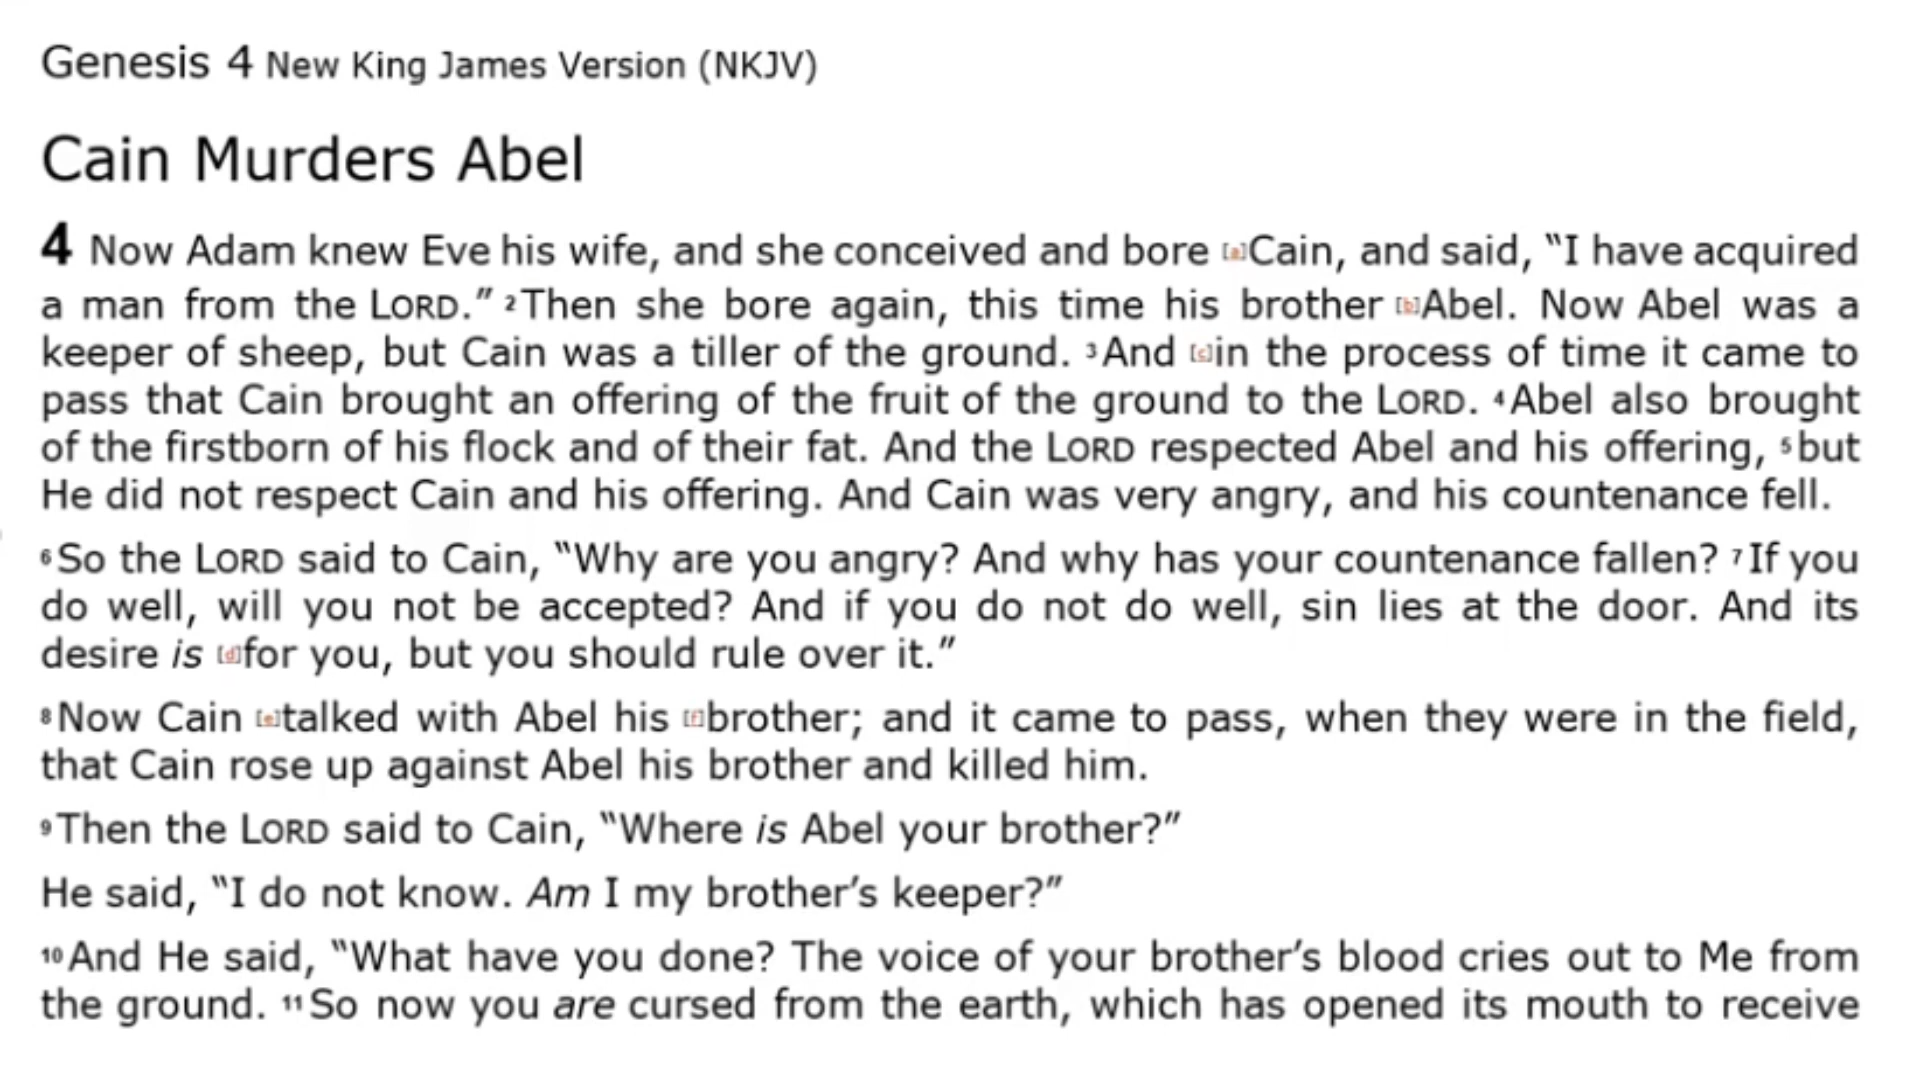 Genesis 4 New King James Version (NKJV)
Cain Murders Abel
4 Now Adam knew Eve his wife, and she conceived and bore [a]Cain, and said, “I have acquired
a man from the LORD.” 2 Then she bore again, this time his brother [b]Abel. Now Abel was a
keeper of sheep, but Cain was a tiller of the ground. 3 And [c]in the process of time it came to
pass that Cain brought an offering of the fruit of the ground to the LORD. 4 Abel also brought
of the firstborn of his flock and of their fat. And the LORD respected Abel and his offering, 5 but
He did not respect Cain and his offering. And Cain was very angry, and his countenance fell.
6 So the LORD said to Cain, “Why are you angry? And why has your countenance fallen? 7 If you
do well, will you not be accepted? And if you do not do well, sin lies at the door. And its
desire is [d]for you, but you should rule over it.”
8 Now Cain [e]talked with Abel his [f]brother; and it came to pass, when they were in the field,
that Cain rose up against Abel his brother and killed him.
9 Then the LORD said to Cain, “Where is Abel your brother?”
He said, “I do not know. Am I my brother’s keeper?”
10 And He said, “What have you done? The voice of your brother’s blood cries out to Me from
the ground. 11 So now you are cursed from the earth, which has opened its mouth to receive